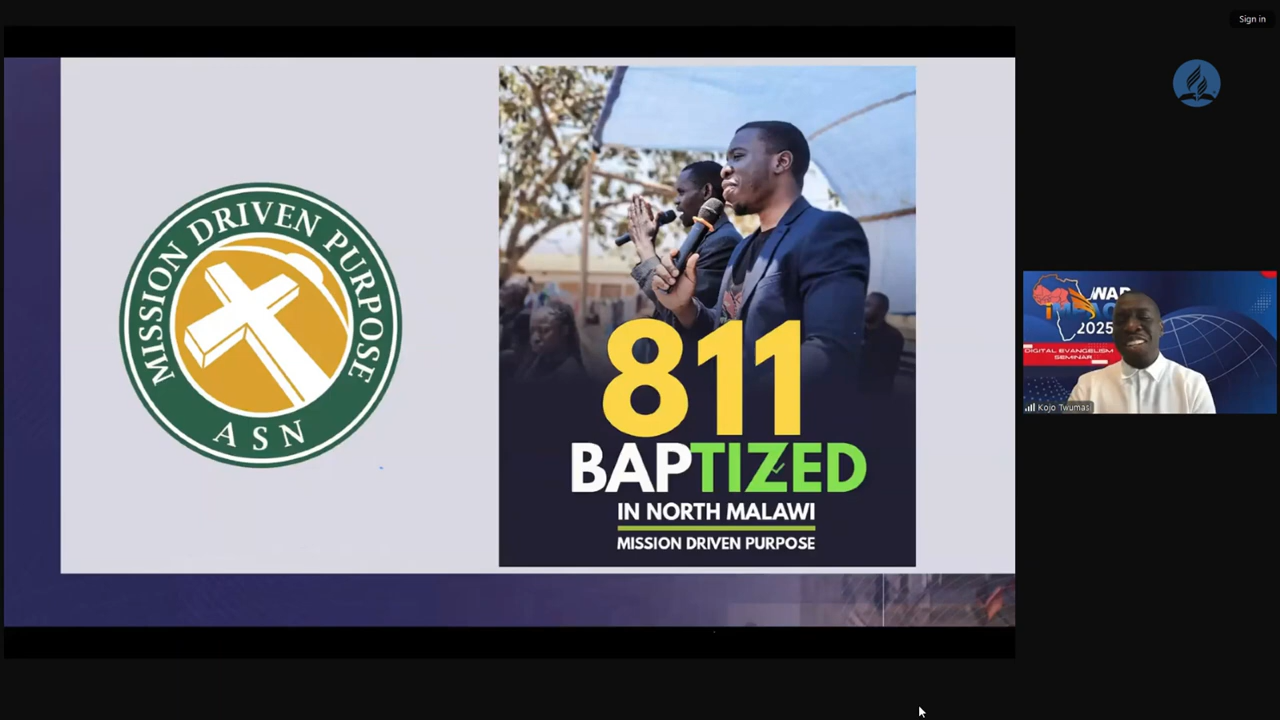 Sign in
MISSION DRIVEN PURPOSE
ASN
811
BAPTIZED
IN NORTH MALAWI
MISSION DRIVEN PURPOSE
2025
DIGITAL EVANGELISM
SEMINAR
Kojo Twumasi